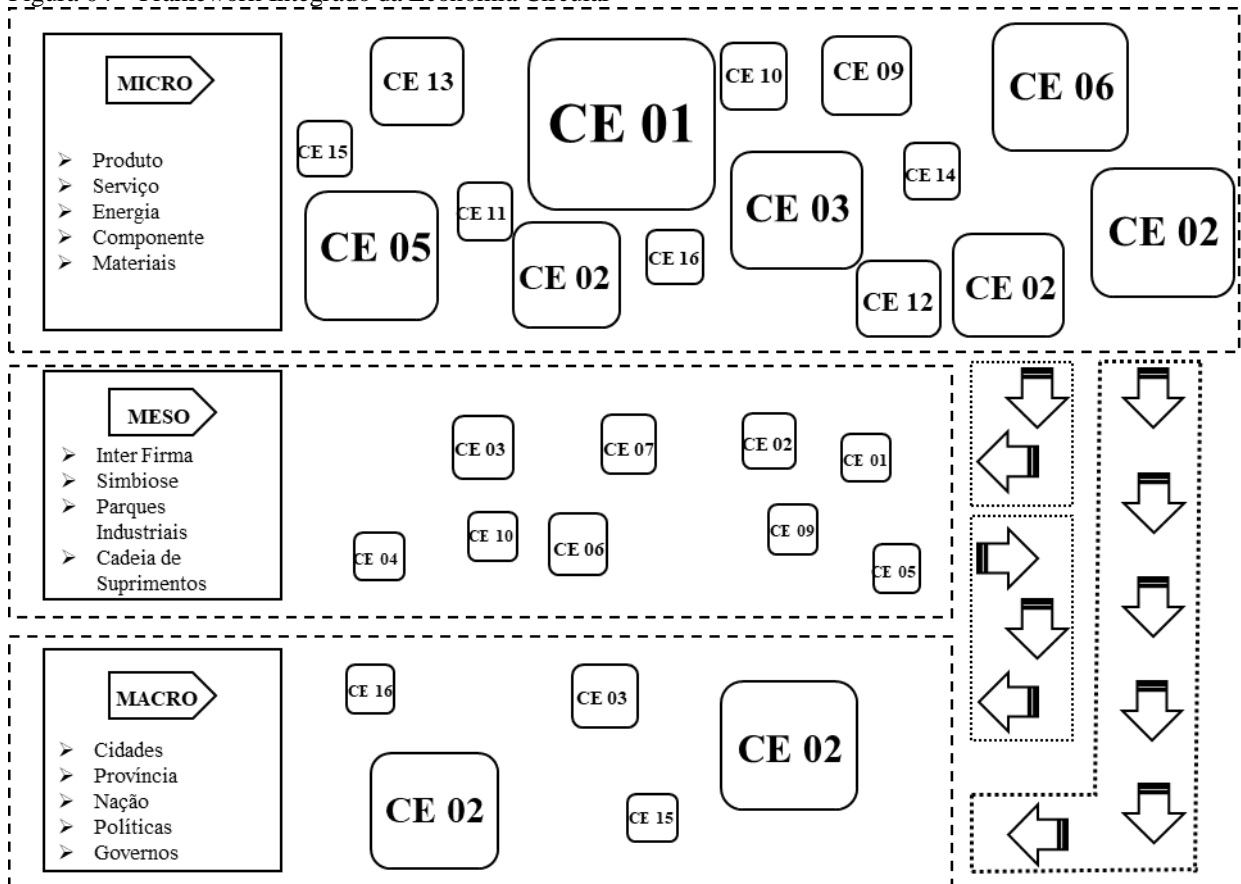 MICRO
Produto
Serviço
Energia
Componente
Materiais
CE 13
CE 01
CE 10
CE 09
CE 06
CE 15
CE 14
CE 11
CE 05
CE 02
CE 16
CE 03
CE 12
CE 02
CE 02
MESO
Inter Firma
Simbiose
Parques
Industriais
Cadeia de
Suprimentos
CE 03
CE 07
CE 02
CE 01
CE 04
CE 10
CE 06
CE 09
CE 05
MACRO
Cidades
Província
Nação
Políticas
Governos
CE 16
CE 03
CE 02
CE 02
CE 15